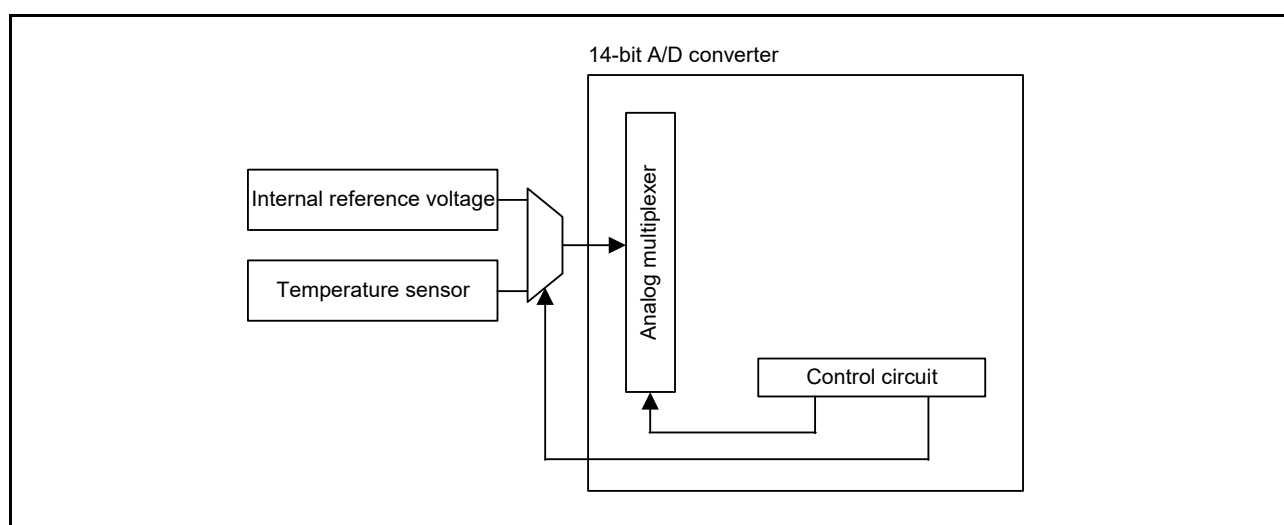 14-bit A/D converter
Internal reference voltage
Temperature sensor
Analog multiplexer
Control circuit